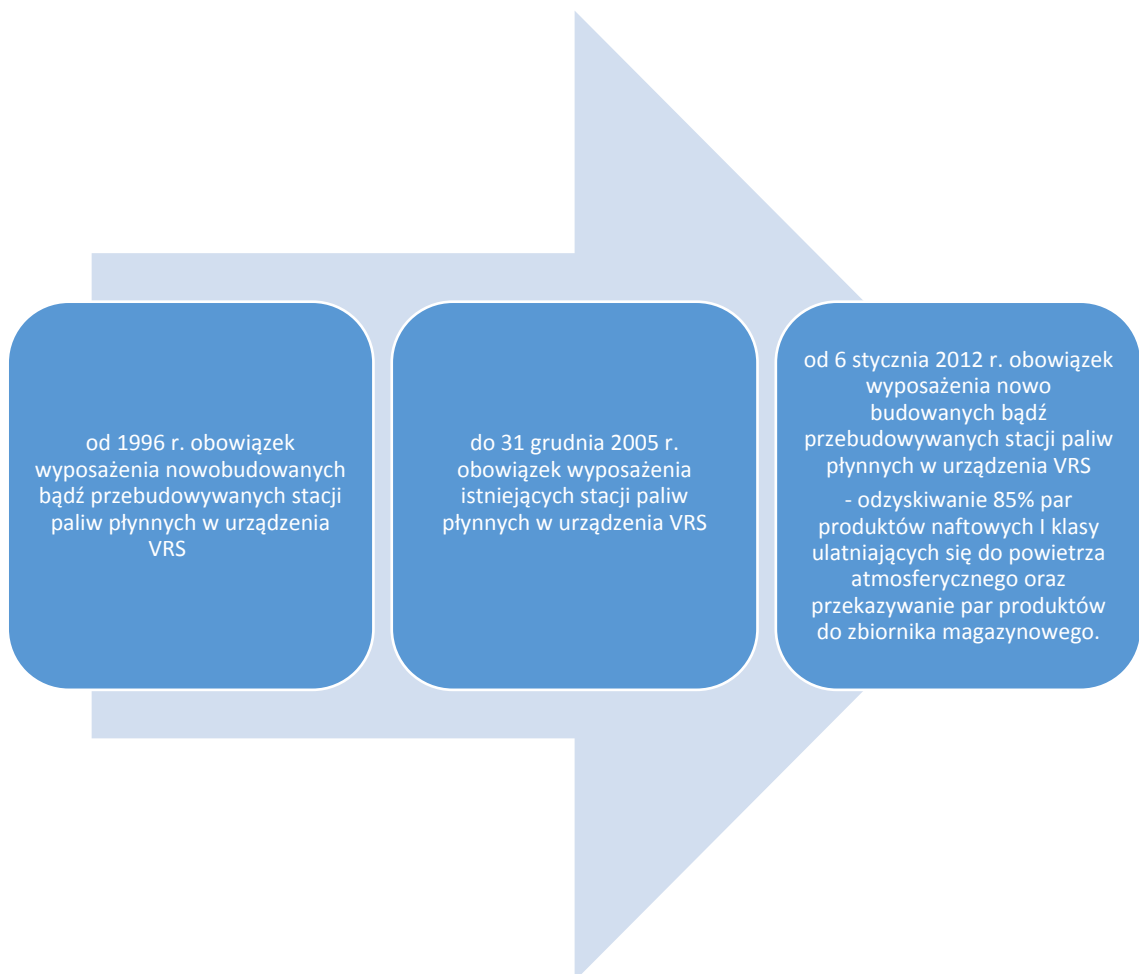 od 1996 r. obowiązek
wyposażenia nowobudowanych
bądź przebudowywanych stacji
paliw płynnych w urządzenia
VRS
do 31 grudnia 2005 r.
obowiązek wyposażenia
istniejących stacji paliw
płynnych w urządzenia VRS
od 6 stycznia 2012 r. obowiązek
wyposażenia nowo
budowanych bądź
przebudowywanych stacji paliw
płynnych w urządzenia VRS
- odzyskiwanie 85% par
produktów naftowych I klasy
ulatniających się do powietrza
atmosferycznego oraz
przekazywanie par produktów
do zbiornika magazynowego.